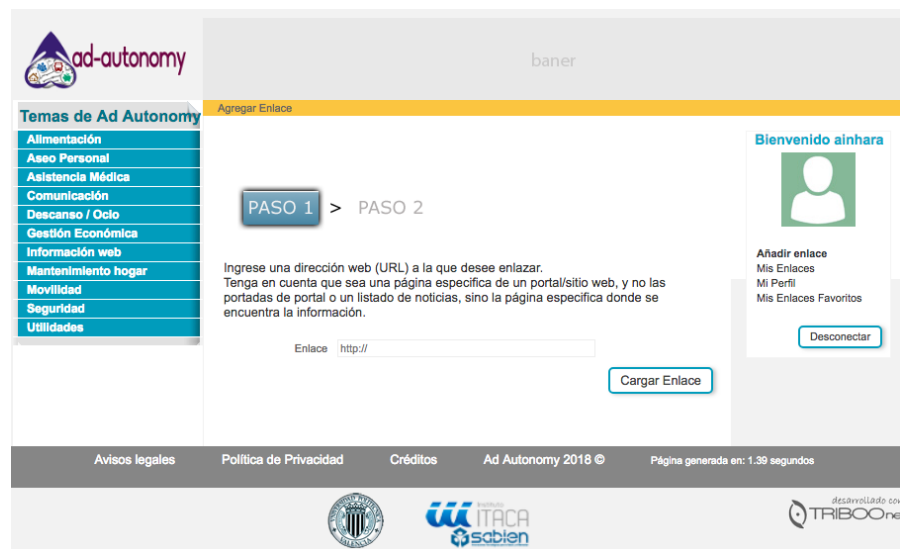 ad-autonomy
baner
Temas de Ad Autonomy
Agregar Enlace
Alimentación
Aseo Personal
Asistencia Médica
Comunicación
Descanso / Ocio
Gestión Económica
Información web
Mantenimiento hogar
Movilidad
Seguridad
Utilidades
PASO 1 > PASO 2
Ingrese una dirección web (URL) a la que desee enlazar.
Tenga en cuenta que sea una página especifica de un portal/sitio web, y no las
portadas de portal o un listado de noticias, sino la página especifica donde se
encuentra la información.
Enlace http://
Cargar Enlace
Bienvenido ainhara
Añadir enlace
Mis Enlaces
Mi Perfil
Mis Enlaces Favoritos
Desconectar
Avisos legales Política de Privacidad Créditos Ad Autonomy 2018 © Página generada en: 1.39 segundos
ITACA
sabien
desarrollado con
TRIBOOne